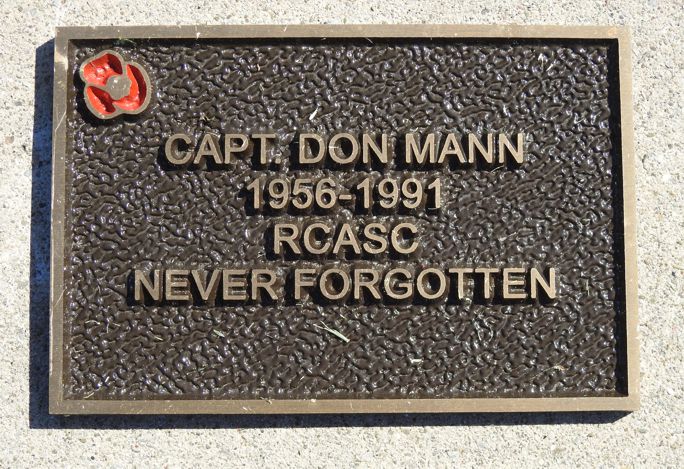 CAPT. DON MANN
1956-1991
RCASC
NEVER FORGOTTEN